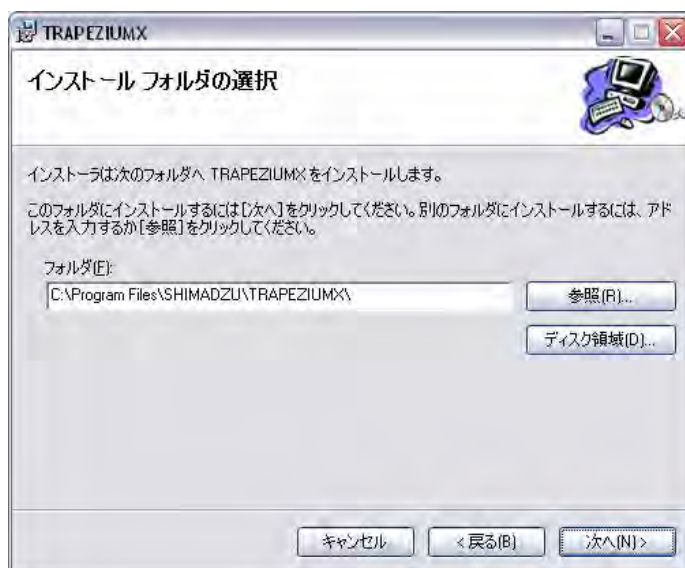 TRAPEZIUMX
インストール フォルダの選択
インストーラは次のフォルダへ TRAPEZIUMX をインストールします。
このフォルダにインストールするには[次へ]をクリックしてください。別のフォルダにインストールするには、アド
レスを入力するか[参照]をクリックしてください。
フォルダ(F):
C:\Program Files\SHIMADZU\TRAPEZIUMX\
参照(R)...
ディスク領域(D)...
キャンセル
< 戻る(B)
次へ(N) >